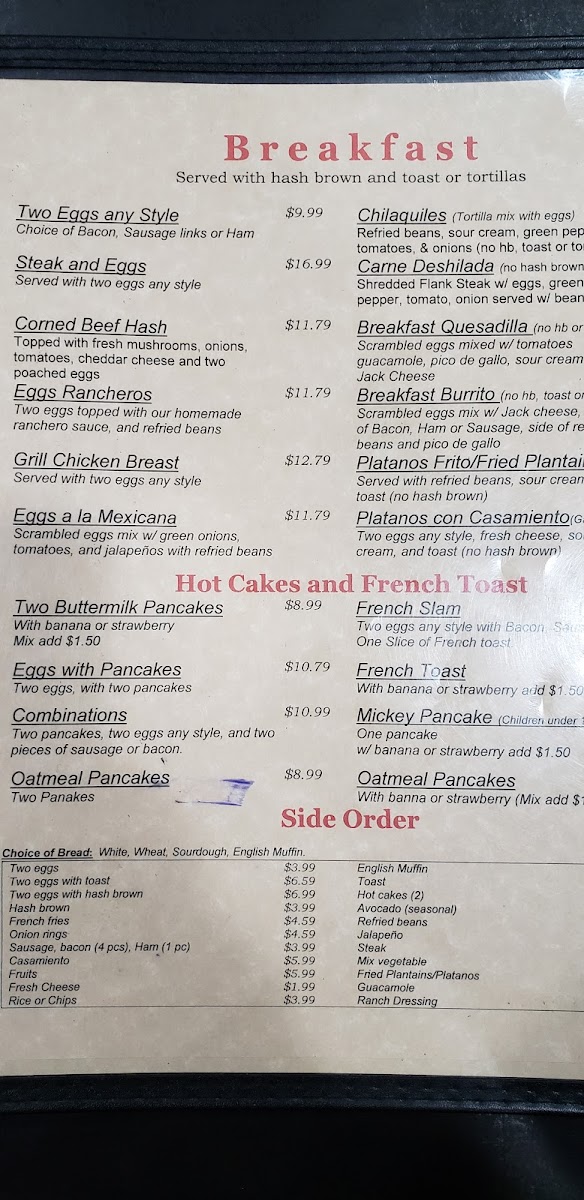 Breakfast
Served with hash brown and toast or tortillas
Two Eggs any Style $9.99
Choice of Bacon, Sausage links or Ham
Steak and Eggs $16.99
Served with two eggs any style
Corned Beef Hash $11.79
Topped with fresh mushrooms, onions,
tomatoes, cheddar cheese and two
poached eggs
Eggs Rancheros $11.79
Two eggs topped with our homemade
ranchero sauce, and refried beans
Grill Chicken Breast $12.79
Served with two eggs any style
Eggs a la Mexicana $11.79
Scrambled eggs mix w/ green onions,
tomatoes, and jalapeños with refried beans
Chilaquiles (Tortilla mix with eggs)
Refried beans, sour cream, green
tomatoes, & onions (no hb, toast or
Carne Deshilada (no hash brown
Shredded Flank Steak w/ eggs, green
pepper, tomato, onion served w/
Breakfast Quesadilla (no hb or
Scrambled eggs mixed w/ tomatoes
guacamole, pico de gallo, sour cream
Jack Cheese
Breakfast Burrito (no hb, toast or
Scrambled eggs mix w/ Jack cheese,
of Bacon, Ham or Sausage, side of
beans and pico de gallo
Platanos Frito/Fried
Served with refried beans, sour
toast (no hash brown)
Platanos con Casamiento
Two eggs any style, fresh cheese,
cream, and toast (no hash brown)
Hot Cakes and French Toast
Two Buttermilk Pancakes $8.99
With banana or strawberry
Mix add $1.50
Eggs with Pancakes $10.79
Two eggs, with two pancakes
Combinations $10.99
Two pancakes, two eggs any style, and two
pieces of sausage or bacon.
Oatmeal Pancakes $8.99
Two Panakes
French Slam
Two eggs any style with Bacon,
One Slice of French toast
French Toast
With banana or strawberry add $1.50
Mickey Pancake (Children under
One pancake
w/ banana or strawberry add $1.50
Oatmeal Pancakes
With banna or strawberry (Mix add
Side Order
Choice of Bread: White, Wheat, Sourdough, English Muffin.
Two eggs $3.99
Two eggs with toast $6.59
Two eggs with hash brown $6.99
Hash brown $3.99
French fries $4.59
Onion rings $4.59
Sausage, bacon (4 pcs), Ham (1 pc) $3.99
Casamiento $5.99
Fruits $5.99
Fresh Cheese $1.99
Rice or Chips $3.99
English Muffin
Toast
Hot cakes (2)
Avocado (seasonal)
Refried beans
Jalapeño
Steak
Mix vegetable
Fried Plantains/Platanos
Guacamole
Ranch Dressing